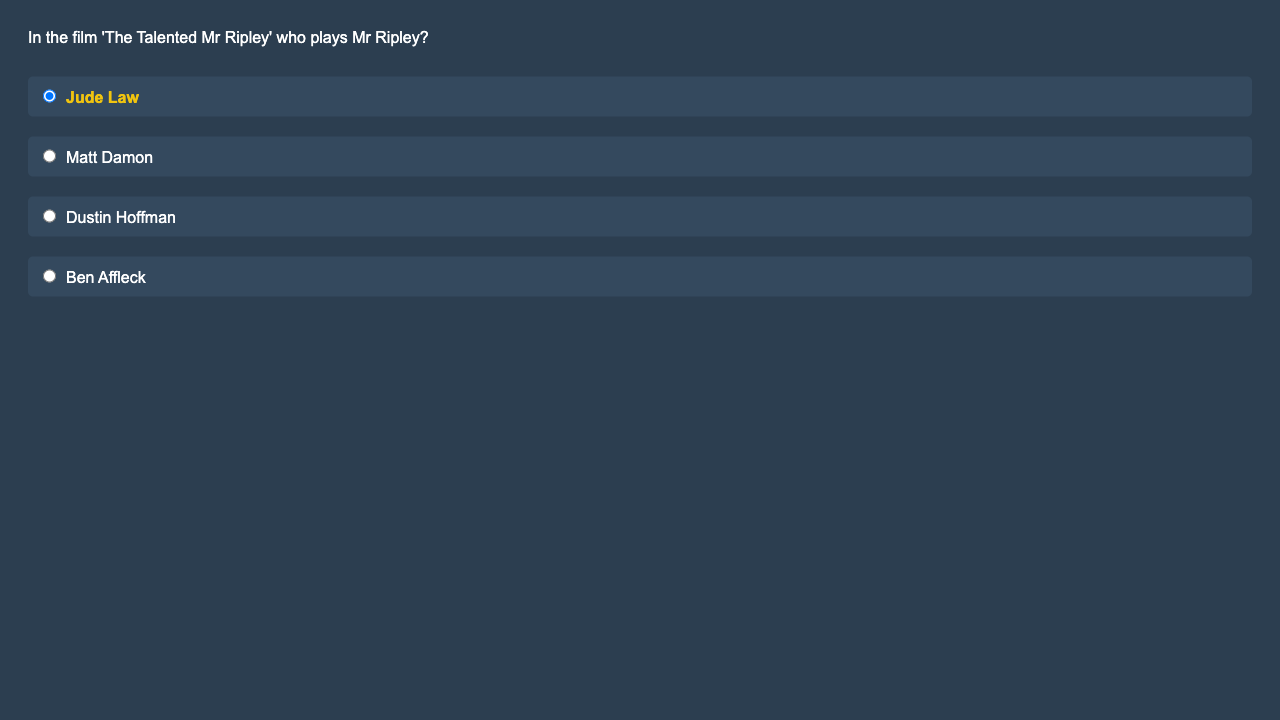 In the film 'The Talented Mr Ripley' who plays Mr Ripley?
Jude Law
Matt Damon
Dustin Hoffman
Ben Affleck